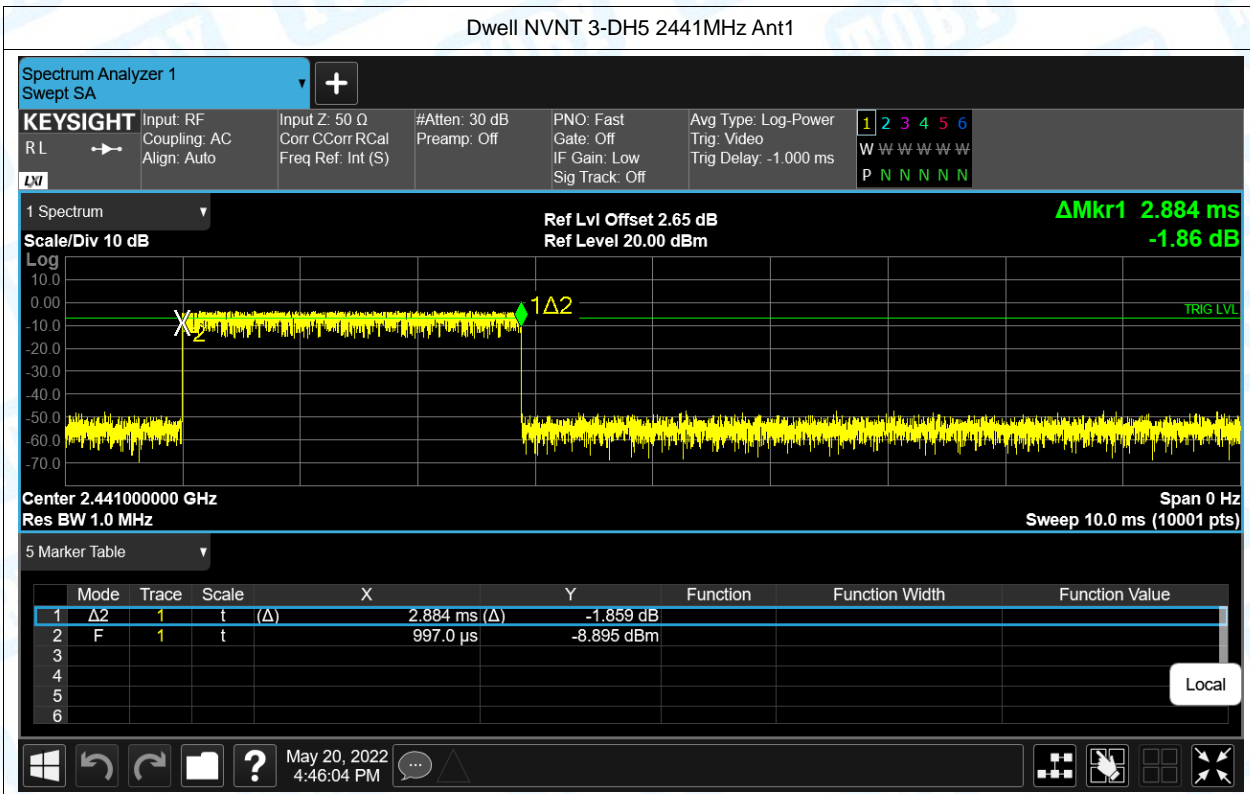 Dwell NVNT 3-DH5 2441MHz Ant1
Spectrum Analyzer 1
Swept SA
KEYSIGHT
R L
LXI
Input: RF
Coupling: AC
Align: Auto
Input Z: 50 Ω
Corr CCorr RCal
Freq Ref: Int (S)
#Atten: 30 dB
Preamp: Off
PNO: Fast
Gate: Off
IF Gain: Low
Sig Track: Off
Avg Type: Log-Power
Trig: Video
Trig Delay: -1.000 ms
1 2 3 4 5 6
W W W W W W
P N N N N N
1 Spectrum
Scale/Div 10 dB
Ref Lvl Offset 2.65 dB
Ref Level 20.00 dBm
ΔMkr1 2.884 ms
-1.86 dB
Log
10.0
0.00
-10.0
-20.0
-30.0
-40.0
-50.0
-60.0
-70.0
1Δ2
2
TRIG LVL
Center 2.441000000 GHz
Res BW 1.0 MHz
Span 0 Hz
Sweep 10.0 ms (10001 pts)
5 Marker Table
Mode Trace Scale X Y Function Function Width Function Value
1 Δ2 1 t (Δ) 2.884 ms (Δ) -1.859 dB
2 F 1 t 997.0 µs -8.895 dBm
3
4
5
6
Local
?
May 20, 2022
4:46:04 PM